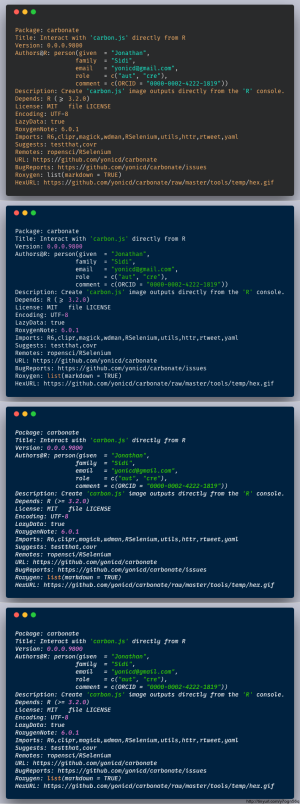 Package: carbonate
Title: Interact with 'carbon.js' directly from R
Version: 0.0.0.9800
Authors@R: person(given = "Jonathan",
family = "Sidi",
email = "yonicd@gmail.com",
role = c("aut", "cre"),
comment = c(ORCID = "0000-0002-4222-1819"))
Description: Create 'carbon.js' image outputs directly from the 'R' console.
Depends: R (≥ 3.2.0)
License: MIT file LICENSE
Encoding: UTF-8
LazyData: true
RoxygenNote: 6.0.1
Imports: R6,clipr,magick,wdman,RSelenium,utils,httr,rtweet,yaml
Suggests: testthat,covr
Remotes: ropensci/RSelenium
URL: https://github.com/yonicd/carbonate
BugReports: https://github.com/yonicd/carbonate/issues
Roxygen: list(markdown = TRUE)
HexURL: https://github.com/yonicd/carbonate/raw/master/tools/temp/hex.gif
Package: carbonate
Title: Interact with 'carbon.js' directly from R
Version: 0.0.0.9800
Authors@R: person(given = "Jonathan",
family = "Sidi",
email = "yonicd@gmail.com",
role = c("aut", "cre"),
comment = c(ORCID = "0000-0002-4222-1819"))
Description: Create 'carbon.js' image outputs directly from the 'R' console.
Depends: R (≥ 3.2.0)
License: MIT file LICENSE
Encoding: UTF-8
LazyData: true
RoxygenNote: 6.0.1
Imports: R6,clipr,magick,wdman,RSelenium,utils,httr,rtweet,yaml
Suggests: testthat,covr
Remotes: ropensci/RSelenium
URL: https://github.com/yonicd/carbonate
BugReports: https://github.com/yonicd/carbonate/issues
Roxygen: list(markdown = TRUE)
HexURL: https://github.com/yonicd/carbonate/raw/master/tools/temp/hex.gif
Package: carbonate
Title: Interact with 'carbon.js' directly from R
Version: 0.0.0.9800
Authors@R: person(given = "Jonathan",
family = "Sidi",
email = "yonicd@gmail.com",
role = c("aut", "cre"),
comment = c(ORCID = "0000-0002-4222-1819"))
Description: Create 'carbon.js' image outputs directly from the 'R' console.
Depends: R (>= 3.2.0)
License: MIT file LICENSE
Encoding: UTF-8
LazyData: true
RoxygenNote: 6.0.1
Imports: R6,clipr,magick,wdman,RSelenium,utils,httr,rtweet,yaml
Suggests: testthat,covr
Remotes: ropensci/RSelenium
URL: https://github.com/yonicd/carbonate
BugReports: https://github.com/yonicd/carbonate/issues
Roxygen: list(markdown = TRUE)
HexURL: https://github.com/yonicd/carbonate/raw/master/tools/temp/hex.gif
Package: carbonate
Title: Interact with 'carbon.js' directly from R
Version: 0.0.0.9800
Authors@R: person(given = "Jonathan",
family = "Sidi",
email = "yonicd@gmail.com",
role = c("aut", "cre"),
comment = c(ORCID = "0000-0002-4222-1819"))
Description: Create 'carbon.js' image outputs directly from the 'R' console.
Depends: R (>= 3.2.0)
License: MIT file LICENSE
Encoding: UTF-8
LazyData: true
RoxygenNote: 6.0.1
Imports: R6,clipr,magick,wdman,RSelenium,utils,httr,rtweet,yaml
Suggests: testthat,covr
Remotes: ropensci/RSelenium
URL: https://github.com/yonicd/carbonate
BugReports: https://github.com/yonicd/carbonate/issues
Roxygen: list(markdown = TRUE)
HexURL: https://github.com/yonicd/carbonate/raw/master/tools/temp/hex.gif